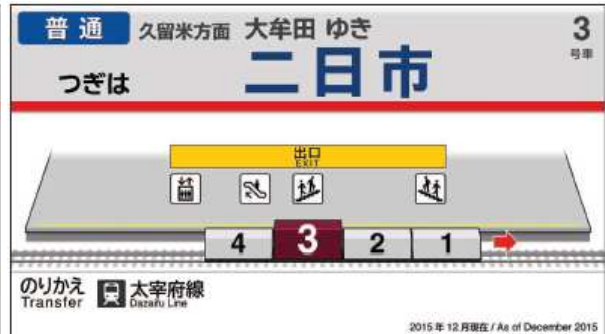 普通 久留米方面 大牟田 ゆき 3
号車
つぎは 二日市
出口
EXIT
4 3 2 1
のりかえ 太宰府線
Transfer Dazaifu Line
2015年12月現在 / As of December 2015